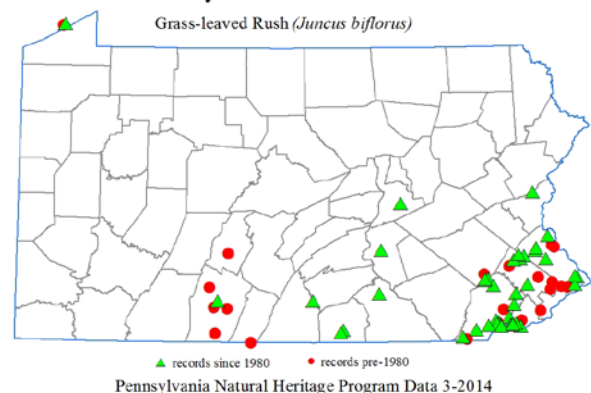 Grass-leaved Rush (Juncus biflorus)
records since 1980 records pre-1980
Pennsylvania Natural Heritage Program Data 3-2014